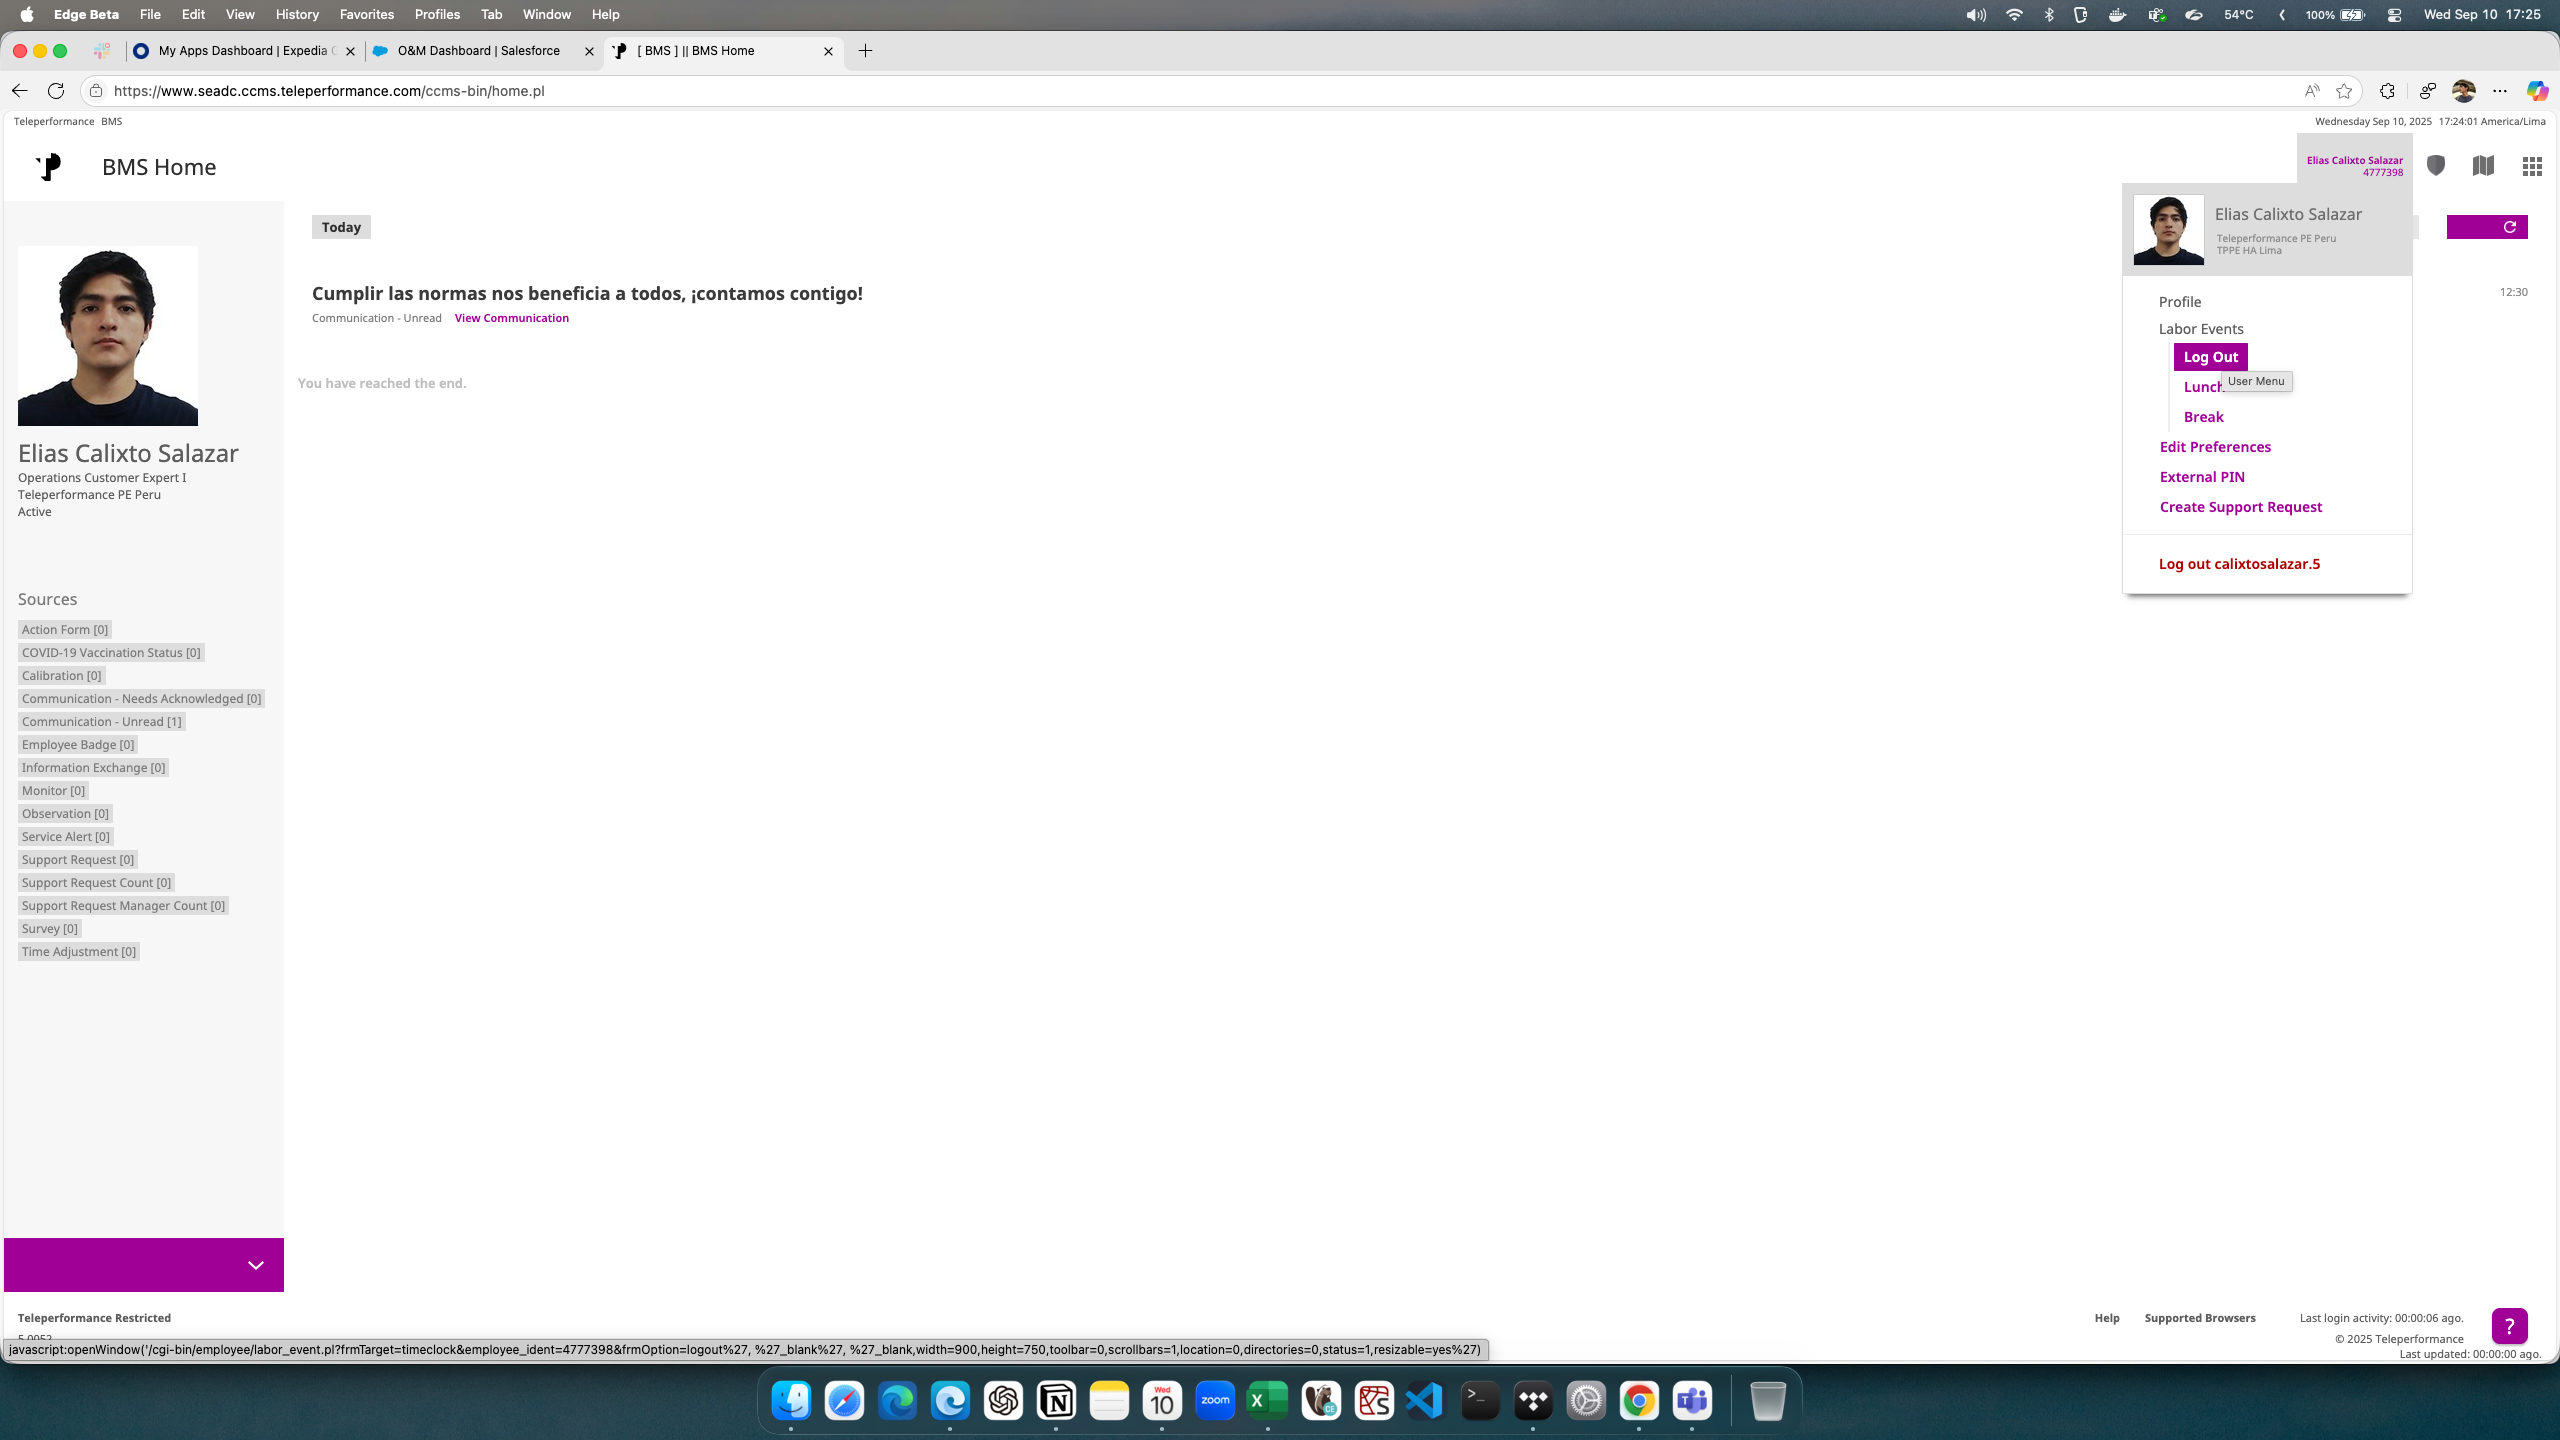 Edge Beta File Edit View History Favorites Profiles Tab Window Help 54°C 100% Wed Sep 10 17:25
My Apps Dashboard | Expedia O&M Dashboard | Salesforce [ BMS ] || BMS Home
https://www.seadc.ccms.teleperformance.com/ccms-bin/home.pl
Teleperformance BMS Wednesday Sep 10, 2025 17:24:01 America/Lima
BMS Home
Elias Calixto Salazar
4777398
Elias Calixto Salazar
Teleperformance PE Peru
TPPE HA Lima
Profile
Labor Events
Log Out
User Menu
Lunch
Break
Edit Preferences
External PIN
Create Support Request
Log out calixtosalazar.5
Today
Cumplir las normas nos beneficia a todos, ¡contamos contigo! 12:30
Communication - Unread View Communication
You have reached the end.
Elias Calixto Salazar
Operations Customer Expert I
Teleperformance PE Peru
Active
Sources
Action Form [0]
COVID-19 Vaccination Status [0]
Calibration [0]
Communication - Needs Acknowledged [0]
Communication - Unread [1]
Employee Badge [0]
Information Exchange [0]
Monitor [0]
Observation [0]
Service Alert [0]
Support Request [0]
Support Request Count [0]
Support Request Manager Count [0]
Survey [0]
Time Adjustment [0]
Teleperformance Restricted Help Supported Browsers Last login activity: 00:00:06 ago. ?
5.0052 © 2025 Teleperformance
javascript:openWindow('/cgi-bin/employee/labor_event.pl?frmTarget=timeclock&employee_ident=4777398&frmOption=logout%27, %27_blank%27, %27_blank,width=900,height=750,toolbar=0,scrollbars=1,location=0,directories=0,status=1,resizable=yes%27)
Last updated: 00:00:00 ago.
Wed
10
zoom